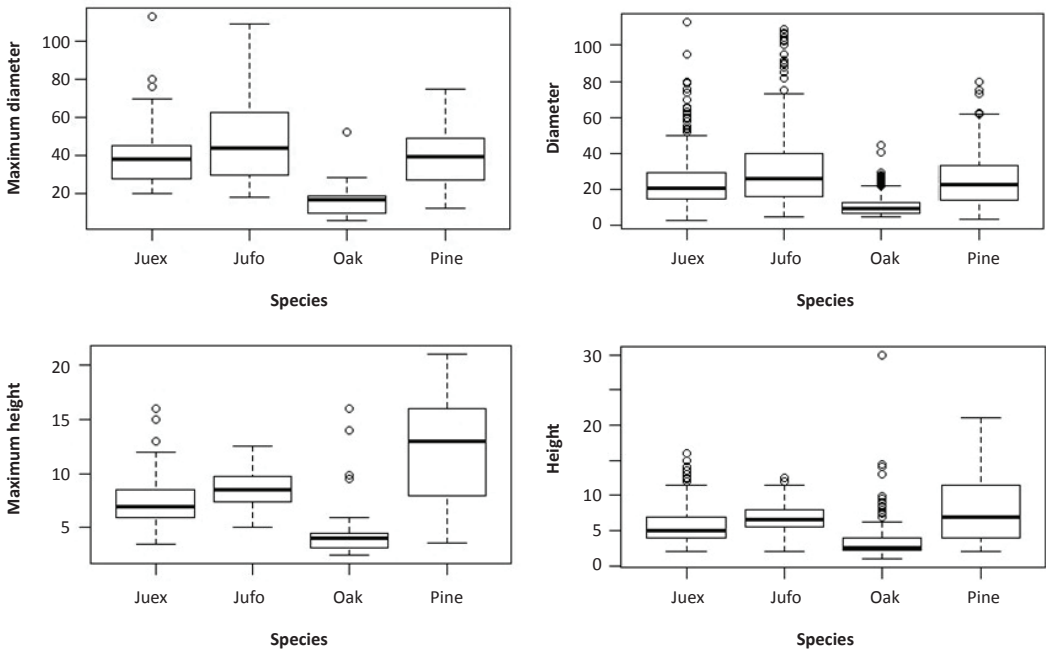 Maximum diameter
100
80
60
40
20
Juex Jufo Oak Pine
Species
Diameter
100
80
60
40
20
0
Juex Jufo Oak Pine
Species
Maximum height
20
15
10
5
Juex Jufo Oak Pine
Species
Height
30
20
15
10
5
0
Juex Jufo Oak Pine
Species